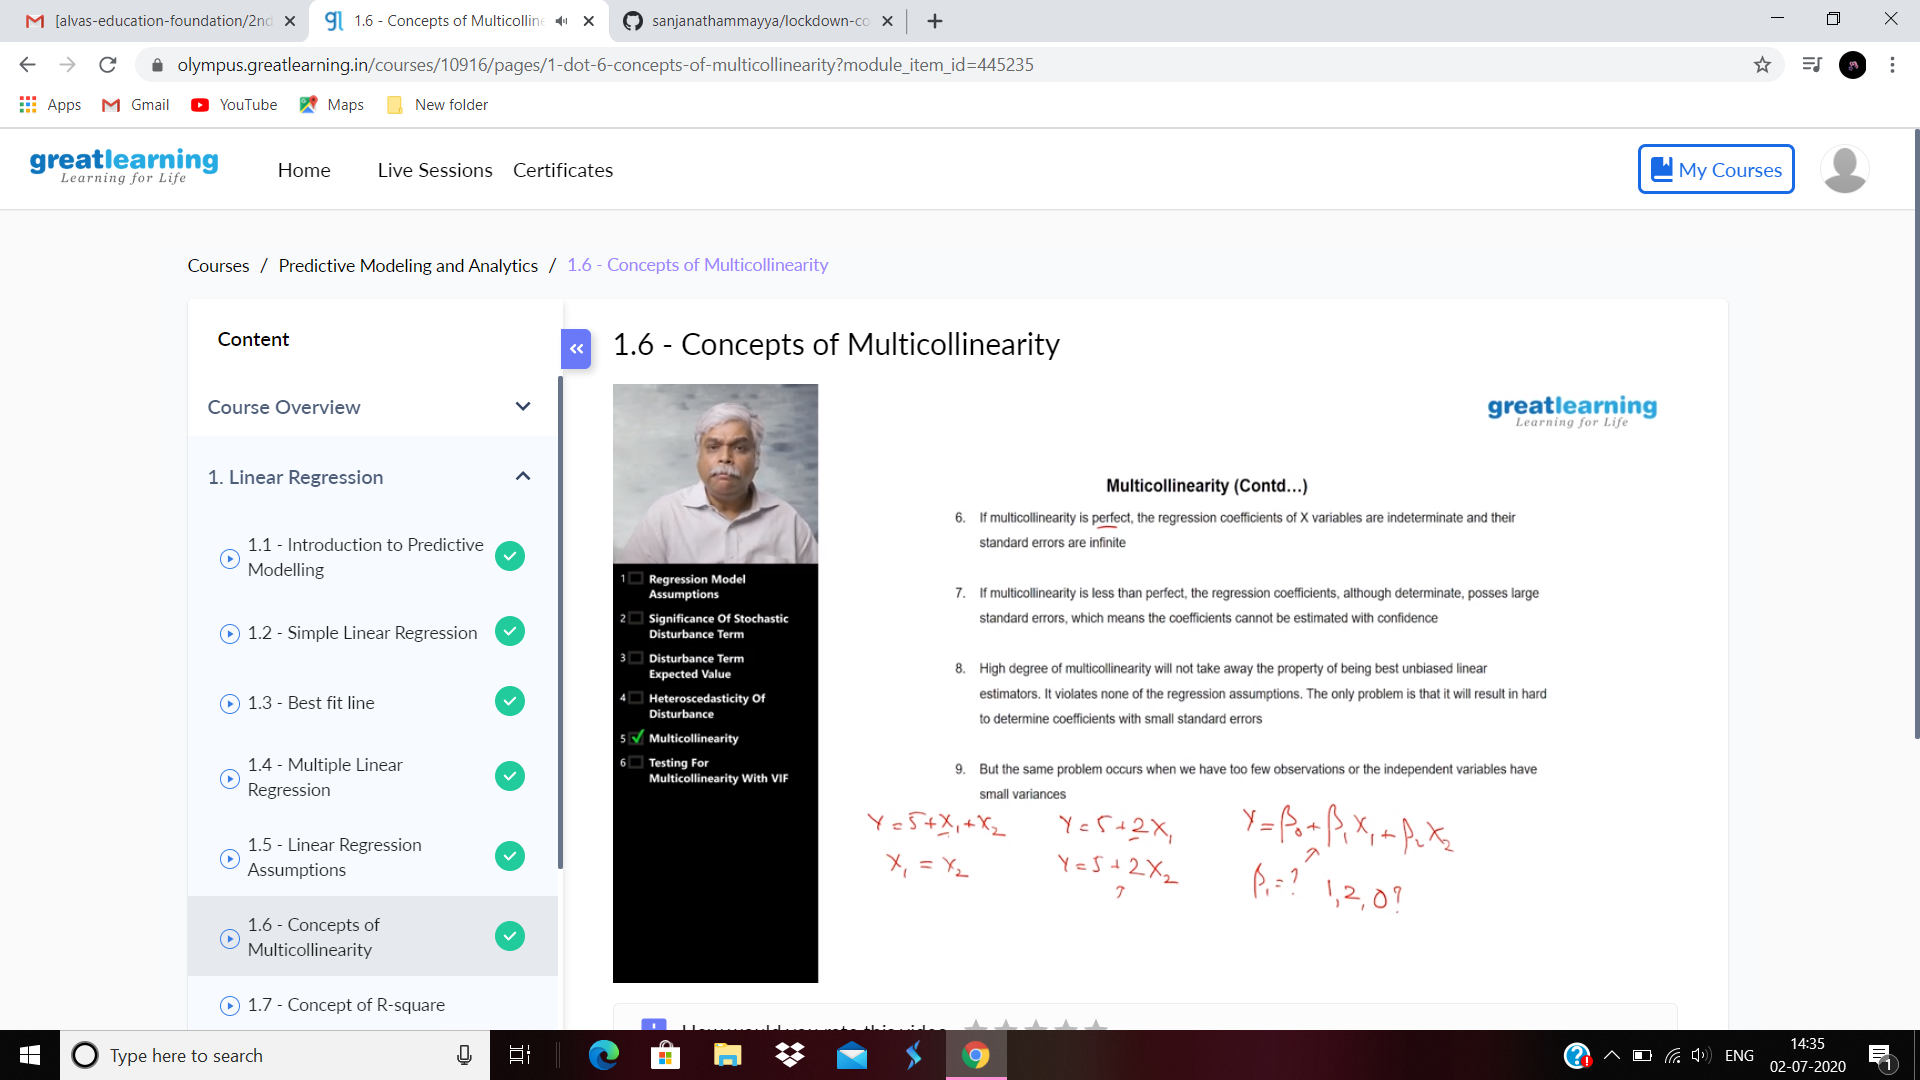 [alvas-education-foundation/2nd
1.6 - Concepts of Multicolline
sanjanathammayya/lockdown-co
olympus.greatlearning.in/courses/10916/pages/1-dot-6-concepts-of-multicollinearity?module_item_id=445235
Apps Gmail YouTube Maps New folder
greatlearning
Learning for Life
Home Live Sessions Certificates
My Courses
Courses / Predictive Modeling and Analytics / 1.6 - Concepts of Multicollinearity
Content
Course Overview
1. Linear Regression
1.1 - Introduction to Predictive
Modelling
1.2 - Simple Linear Regression
1.3 - Best fit line
1.4 - Multiple Linear
Regression
1.5 - Linear Regression
Assumptions
1.6 - Concepts of
Multicollinearity
1.7 - Concept of R-square
1.6 - Concepts of Multicollinearity
1 Regression Model
Assumptions
2 Significance Of Stochastic
Disturbance Term
3 Disturbance Term
Expected Value
4 Heteroscedasticity Of
Disturbance
5 Multicollinearity
6 Testing For
Multicollinearity With VIF
greatlearning
Learning for Life
Multicollinearity (Contd...)
6. If multicollinearity is perfect, the regression coefficients of X variables are indeterminate and their
standard errors are infinite
7. If multicollinearity is less than perfect, the regression coefficients, although determinate, posses large
standard errors, which means the coefficients cannot be estimated with confidence
8. High degree of multicollinearity will not take away the property of being best unbiased linear
estimators. It violates none of the regression assumptions. The only problem is that it will result in hard
to determine coefficients with small standard errors
9. But the same problem occurs when we have too few observations or the independent variables have
small variances
Y=5+X₁+X₂ Y=5+2X₁ Y=β₀+β₁X₁+β₂X₂
X₁=X₂ Y=5+2X₂ β₁=? 1,2,0?
How would you rate this video
Type here to search
ENG
14:35
02-07-2020
1